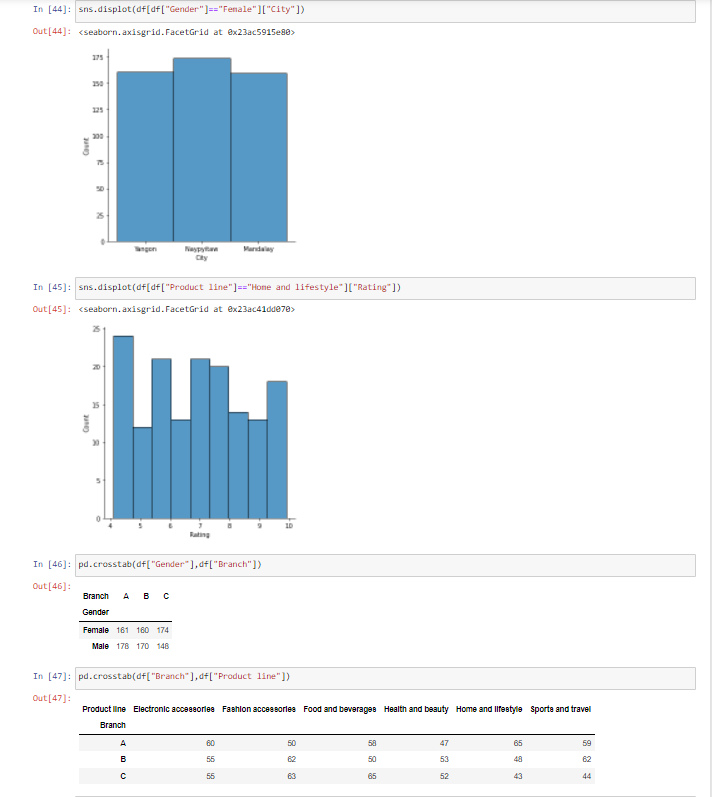 In [44]: sns.displot(df[df["Gender"]=="Female"]["City"])
Out[44]: <seaborn.axisgrid.FacetGrid at 0x23ac5915e80>
175
150
125
100
75
50
25
0
Count
Yangon Naypyitaw Mandalay
City
In [45]: sns.displot(df[df["Product line"]=="Home and lifestyle"]["Rating"])
Out[45]: <seaborn.axisgrid.FacetGrid at 0x23ac41dd070>
25
20
15
10
5
0
Count
4 5 6 7 8 9 10
Rating
In [46]: pd.crosstab(df["Gender"],df["Branch"])
Out[46]:
Branch A B C
Gender
Female 161 160 174
Male 178 170 148
In [47]: pd.crosstab(df["Branch"],df["Product line"])
Out[47]:
Product line Electronic accessories Fashion accessories Food and beverages Health and beauty Home and lifestyle Sports and travel
Branch
A 60 50 58 47 65 59
B 55 62 50 53 48 62
C 55 63 65 52 43 44